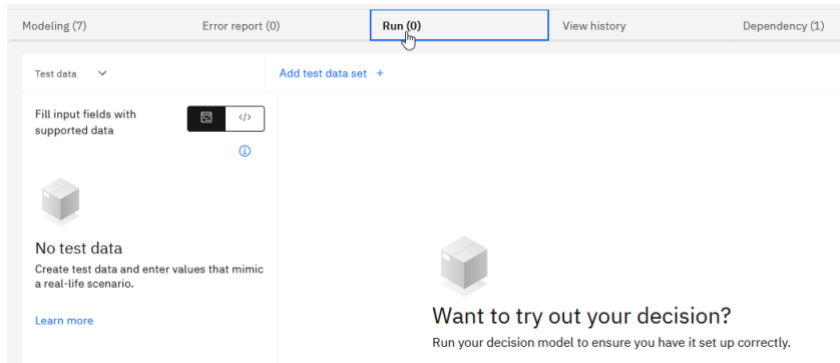 Modeling (7)
Error report (0)
Run (0)
View history
Dependency (1)
Test data
Add test data set +
Fill input fields with
supported data
</>
No test data
Create test data and enter values that mimic
a real-life scenario.
Learn more
Want to try out your decision?
Run your decision model to ensure you have it set up correctly.